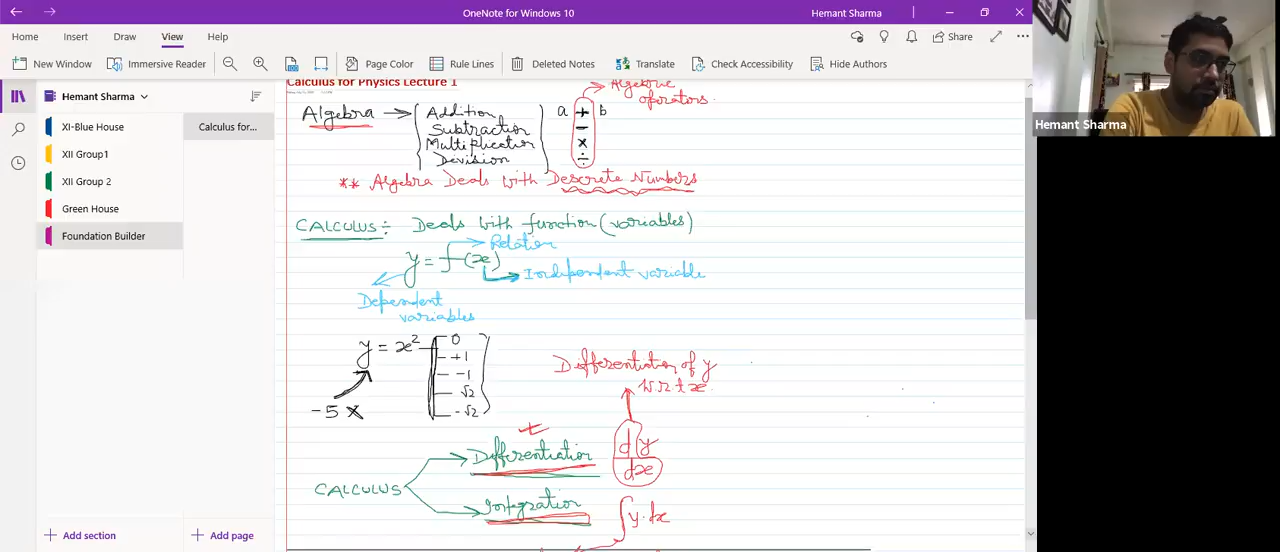 OneNote for Windows 10
Hemant Sharma
Home Insert Draw View Help
Share
New Window Immersive Reader Page Color Rule Lines Deleted Notes Translate Check Accessibility Hide Authors
Hemant Sharma
XI-Blue House
XII Group1
XII Group 2
Green House
Foundation Builder
Add section
Calculus for...
Add page
Calculus for Physics Lecture 1
Algebra → Addition
Subtraction
Multiplication
Devision
a + b
−
×
÷
Algebric
operators.
** Algebra Deals with Descrete Numbers
CALCULUS ÷ Deals with function (variables)
Relation
y = f(x)
Independent variable
Dependent
variables
y = x²
0
+1
−1
√2
−√2
−5 ×
Differentiation of y
w.r.t x
CALCULUS
Differentiation
dy
dx
Integration
∫y.dx
Hemant Sharma